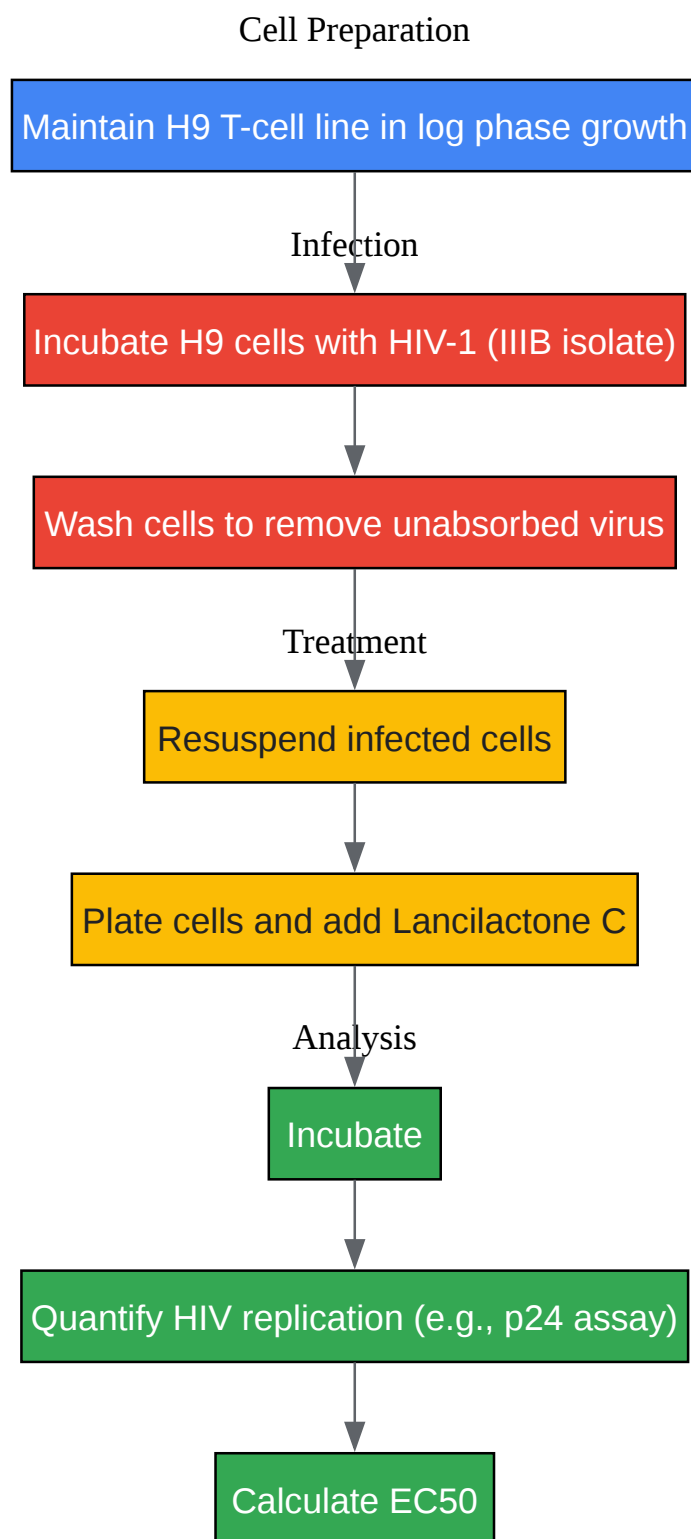 Cell Preparation
Maintain H9 T-cell line in log phase growth
Infection
Incubate H9 cells with HIV-1 (IIIB isolate)
Wash cells to remove unabsorbed virus
Treatment
Resuspend infected cells
Plate cells and add Lancilactone C
Analysis
Incubate
Quantify HIV replication (e.g., p24 assay)
Calculate EC50